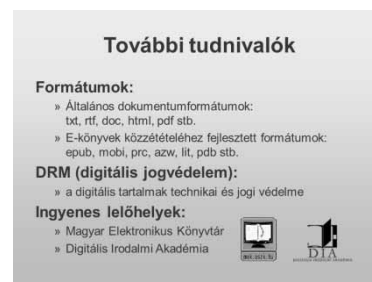 További tudnivalók
Formátumok:
» Általános dokumentumformátumok:
txt, rtf, doc, html, pdf stb.
» E-könyvek közzétételéhez fejlesztett formátumok:
epub, mobi, prc, azw, lit, pdb stb.
DRM (digitális jogvédelem):
» a digitális tartalmak technikai és jogi védelme
Ingyenes lelőhelyek:
» Magyar Elektronikus Könyvtár
» Digitális Irodalmi Akadémia
DIA